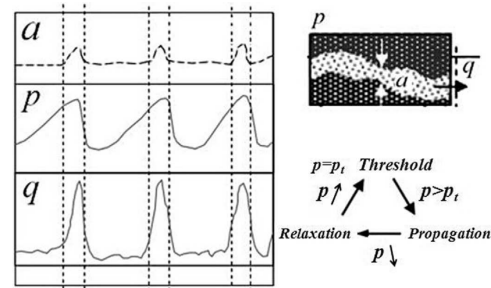 a
p
q
p
a
q
p=pₜ Threshold
p↗
p>pₜ
Relaxation
Propagation
p↘